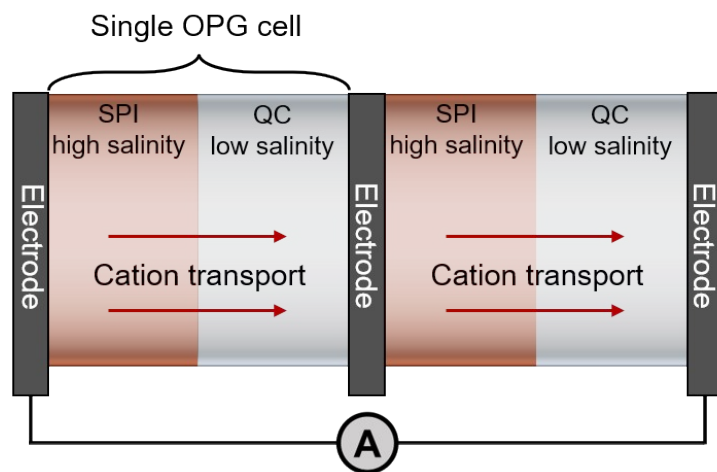 Single OPG cell
SPI
high salinity
QC
low salinity
SPI
high salinity
QC
low salinity
Electrode
Electrode
Electrode
Cation transport
Cation transport
A